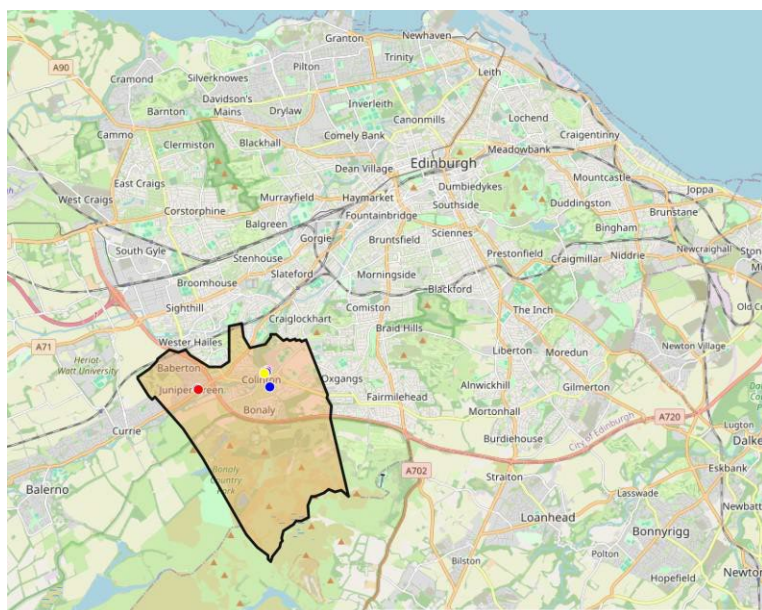 Granton
Newhaven
A90
Cramond
Silverknowes
Pilton
Trinity
Leith
Davidson's
Mains
Drylaw
Barnton
Inverleith
Canonmills
Lochend
Cammo
Clermiston
Blackhall
Comely Bank
Craigentinny
Meadowbank
Dean Village
Edinburgh
East Craigs
Mountcastle
Joppa
West Craigs
Murrayfield
Haymarket
Dumbiedykes
Corstorphine
Fountainbridge
Southside
Duddingston
Brunstane
Balgreen
Gorgie
Bruntsfield
Sciennes
Bingham
South Gyle
Stenhouse
Prestonfield
Niddrie
Newcraighall
Craigmillar
Broomhouse
Slateford
Morningside
Blackford
Sighthill
Comiston
The Inch
Craiglockhart
Braid Hills
A71
Wester Hailes
Liberton
Moredun
Newton Village
Heriot-
Watt University
Baberton
Colinton
Oxgangs
Alnwickhill
Gilmerton
Juniper Green
Fairmilehead
Bonaly
Mortonhall
A720
Currie
Burdiehouse
City of Edinburgh
Lugton
Bonaly
Country
Park
A702
Straiton
Eskbank
Balerno
Lasswade
Loanhead
Bonnyrigg
Polton
Bilston
Hopefield